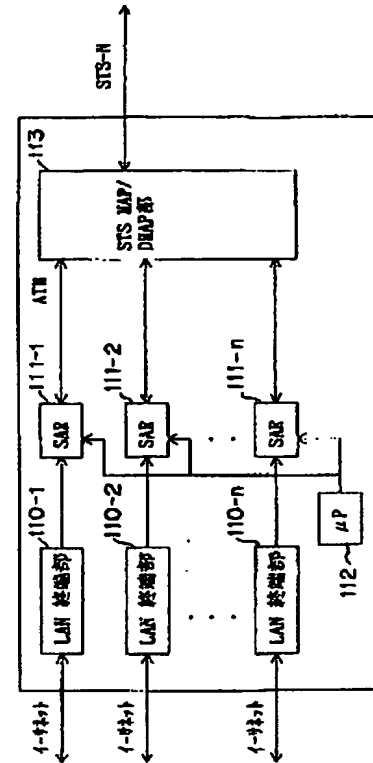 STS-N
113
STS MAP/
DMAP部
ATM
111-1
SAR
111-2
SAR
111-n
SAR
110-1
LAN 終端部
110-2
LAN 終端部
110-n
LAN 終端部
μP
112
イーサネット
イーサネット
イーサネット